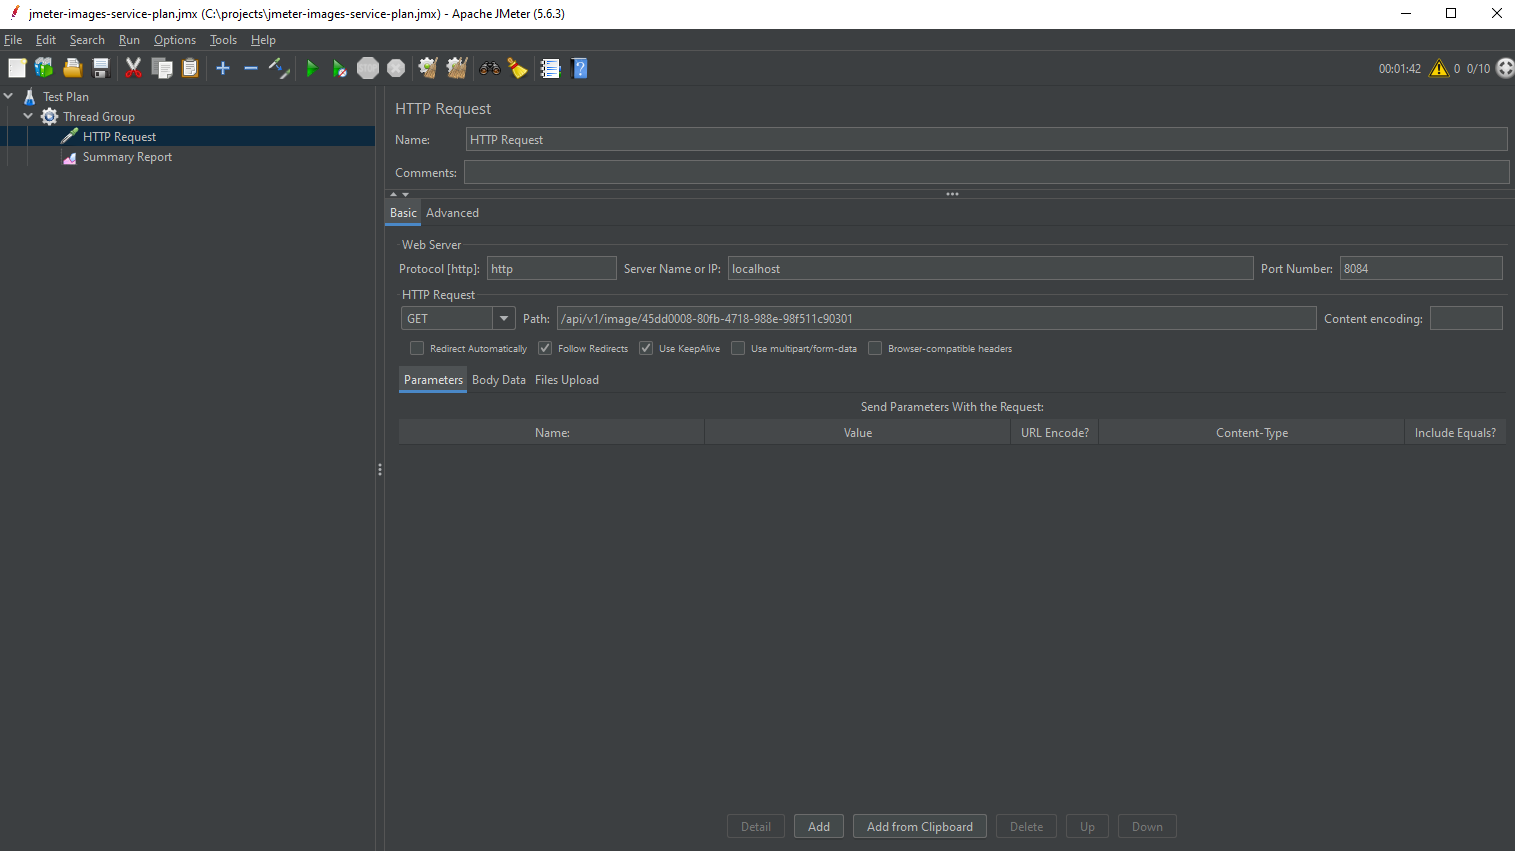 jmeter-images-service-plan.jmx (C:\projects\jmeter-images-service-plan.jmx) - Apache JMeter (5.6.3)
File Edit Search Run Options Tools Help
00:01:42 0 0/10
Test Plan
Thread Group
HTTP Request
Summary Report
HTTP Request
Name: HTTP Request
Comments:
Basic Advanced
Web Server
Protocol [http]: http Server Name or IP: localhost Port Number: 8084
HTTP Request
GET Path: /api/v1/image/45dd0008-80fb-4718-988e-98f511c90301 Content encoding:
Redirect Automatically Follow Redirects Use KeepAlive Use multipart/form-data Browser-compatible headers
Parameters Body Data Files Upload
Send Parameters With the Request:
Name: Value URL Encode? Content-Type Include Equals?
Detail Add Add from Clipboard Delete Up Down